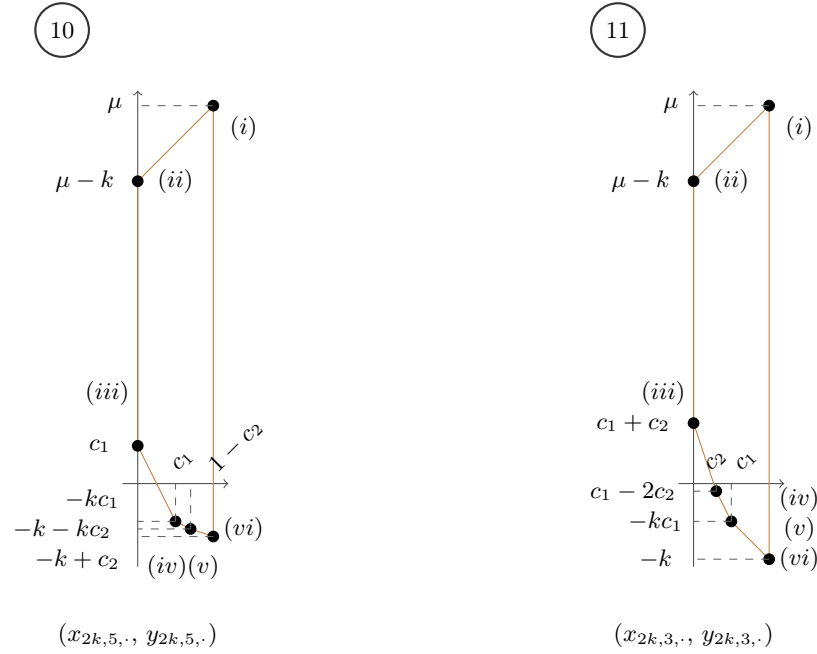 10
μ
(i)
μ − k
(ii)
(iii)
c₁
c₁
1 − c₂
−kc₁
−k − kc₂
(vi)
−k + c₂
(iv)(v)
(x₂ₖ,₅,·, y₂ₖ,₅,·)
11
μ
(i)
μ − k
(ii)
(iii)
c₁ + c₂
c₂
c₁
c₁ − 2c₂
(iv)
−kc₁
(v)
−k
(vi)
(x₂ₖ,₃,·, y₂ₖ,₃,·)